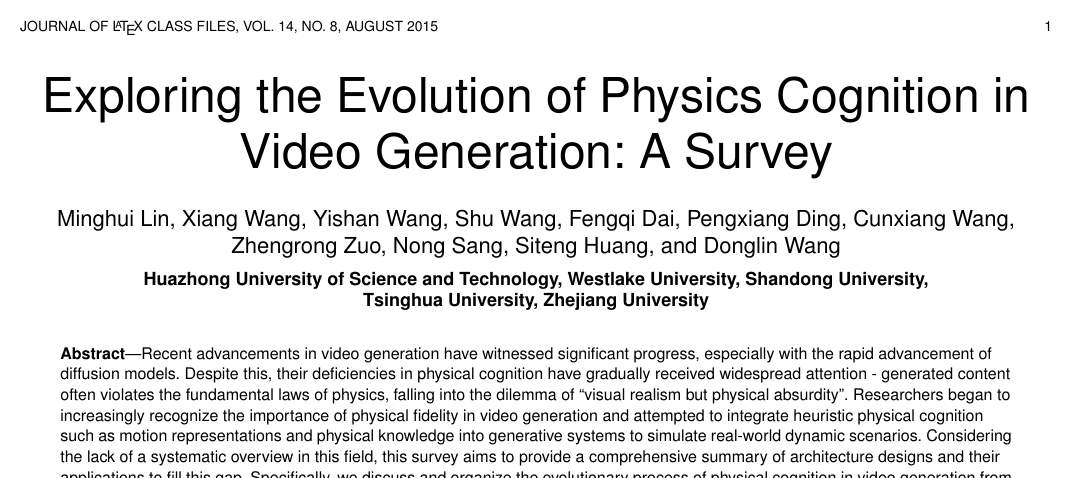 JOURNAL OF LATEX CLASS FILES, VOL. 14, NO. 8, AUGUST 2015 1
Exploring the Evolution of Physics Cognition in
Video Generation: A Survey
Minghui Lin, Xiang Wang, Yishan Wang, Shu Wang, Fengqi Dai, Pengxiang Ding, Cunxiang Wang,
Zhengrong Zuo, Nong Sang, Siteng Huang, and Donglin Wang
Huazhong University of Science and Technology, Westlake University, Shandong University,
Tsinghua University, Zhejiang University
Abstract—Recent advancements in video generation have witnessed significant progress, especially with the rapid advancement of
diffusion models. Despite this, their deficiencies in physical cognition have gradually received widespread attention - generated content
often violates the fundamental laws of physics, falling into the dilemma of “visual realism but physical absurdity”. Researchers began to
increasingly recognize the importance of physical fidelity in video generation and attempted to integrate heuristic physical cognition
such as motion representations and physical knowledge into generative systems to simulate real-world dynamic scenarios. Considering
the lack of a systematic overview in this field, this survey aims to provide a comprehensive summary of architecture designs and their
applications to fill this gap. Specifically, we discuss and organize the evolutionary process of physical cognition in video generation from